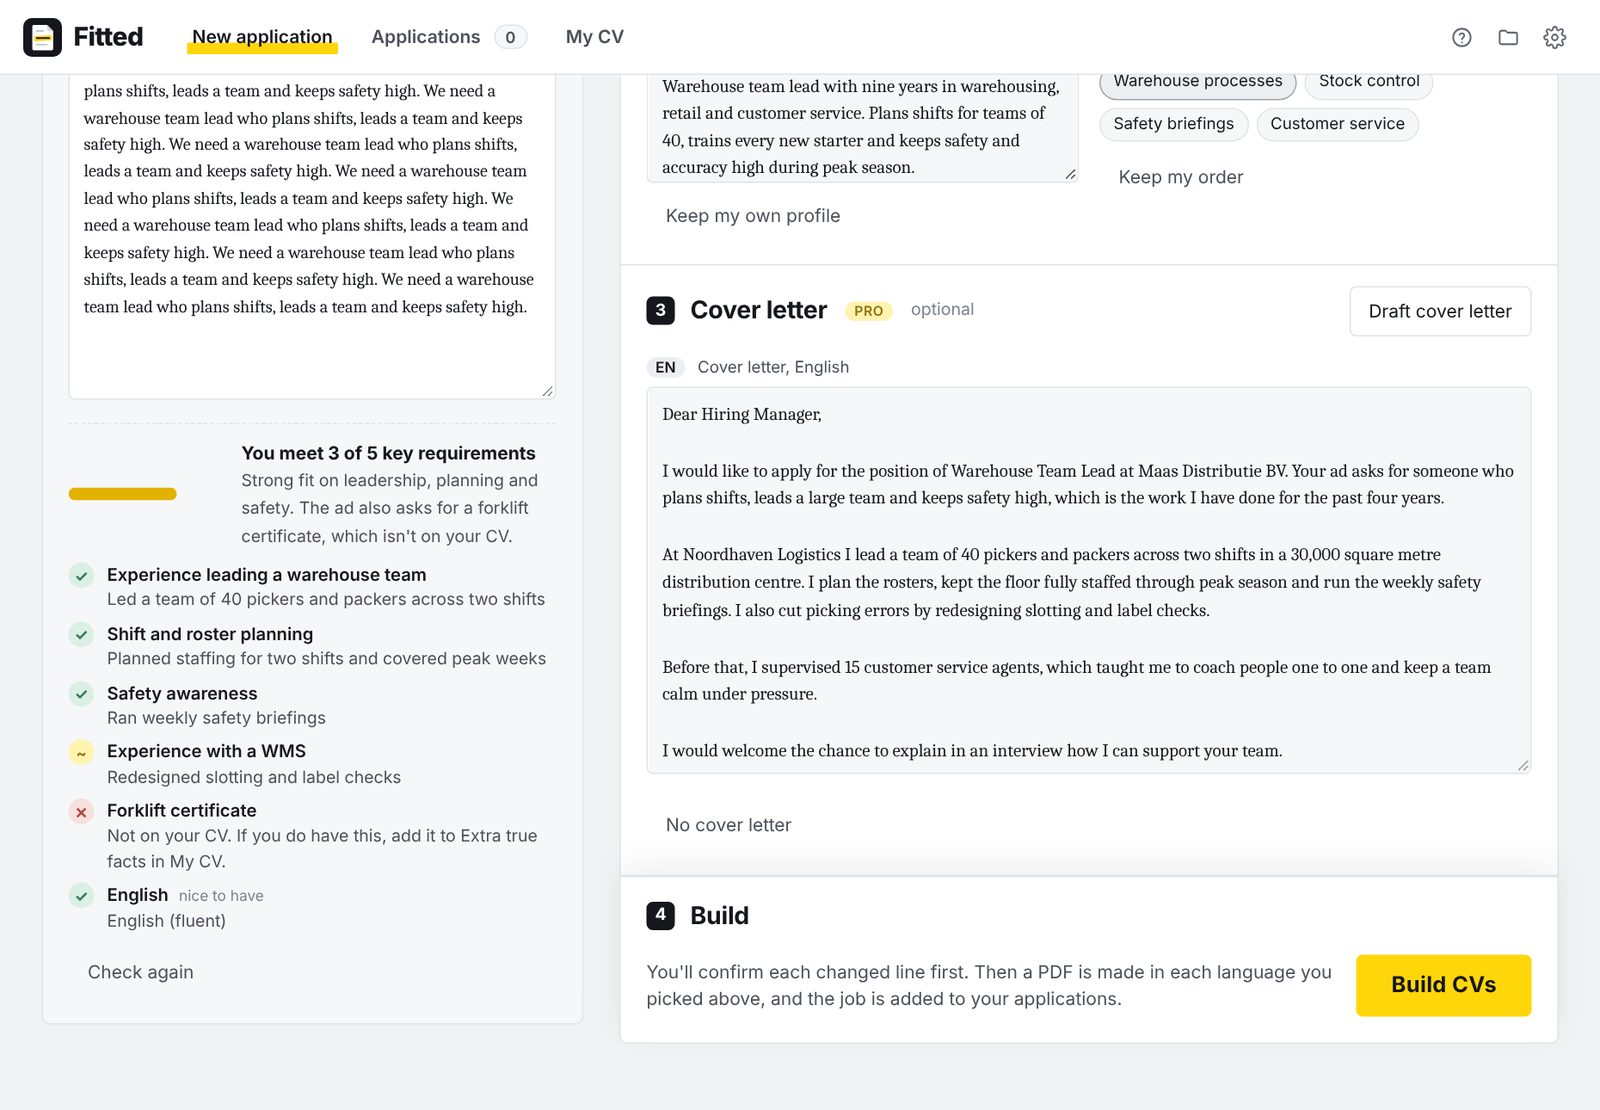 Fitted
New application
Applications 0
My CV
plans shifts, leads a team and keeps safety high. We need a
warehouse team lead who plans shifts, leads a team and keeps
safety high. We need a warehouse team lead who plans shifts,
leads a team and keeps safety high. We need a warehouse team
lead who plans shifts, leads a team and keeps safety high. We
need a warehouse team lead who plans shifts, leads a team and
keeps safety high. We need a warehouse team lead who plans
shifts, leads a team and keeps safety high. We need a warehouse
team lead who plans shifts, leads a team and keeps safety high.
You meet 3 of 5 key requirements
Strong fit on leadership, planning and
safety. The ad also asks for a forklift
certificate, which isn't on your CV.
Experience leading a warehouse team
Led a team of 40 pickers and packers across two shifts
Shift and roster planning
Planned staffing for two shifts and covered peak weeks
Safety awareness
Ran weekly safety briefings
~ Experience with a WMS
Redesigned slotting and label checks
Forklift certificate
Not on your CV. If you do have this, add it to Extra true
facts in My CV.
English nice to have
English (fluent)
Check again
Warehouse team lead with nine years in warehousing,
retail and customer service. Plans shifts for teams of
40, trains every new starter and keeps safety and
accuracy high during peak season.
Keep my own profile
Warehouse processes
Stock control
Safety briefings
Customer service
Keep my order
3 Cover letter PRO optional
Draft cover letter
EN Cover letter, English
Dear Hiring Manager,
I would like to apply for the position of Warehouse Team Lead at Maas Distributie BV. Your ad asks for someone who
plans shifts, leads a large team and keeps safety high, which is the work I have done for the past four years.
At Noordhaven Logistics I lead a team of 40 pickers and packers across two shifts in a 30,000 square metre
distribution centre. I plan the rosters, kept the floor fully staffed through peak season and run the weekly safety
briefings. I also cut picking errors by redesigning slotting and label checks.
Before that, I supervised 15 customer service agents, which taught me to coach people one to one and keep a team
calm under pressure.
I would welcome the chance to explain in an interview how I can support your team.
No cover letter
4 Build
You'll confirm each changed line first. Then a PDF is made in each language you
picked above, and the job is added to your applications.
Build CVs